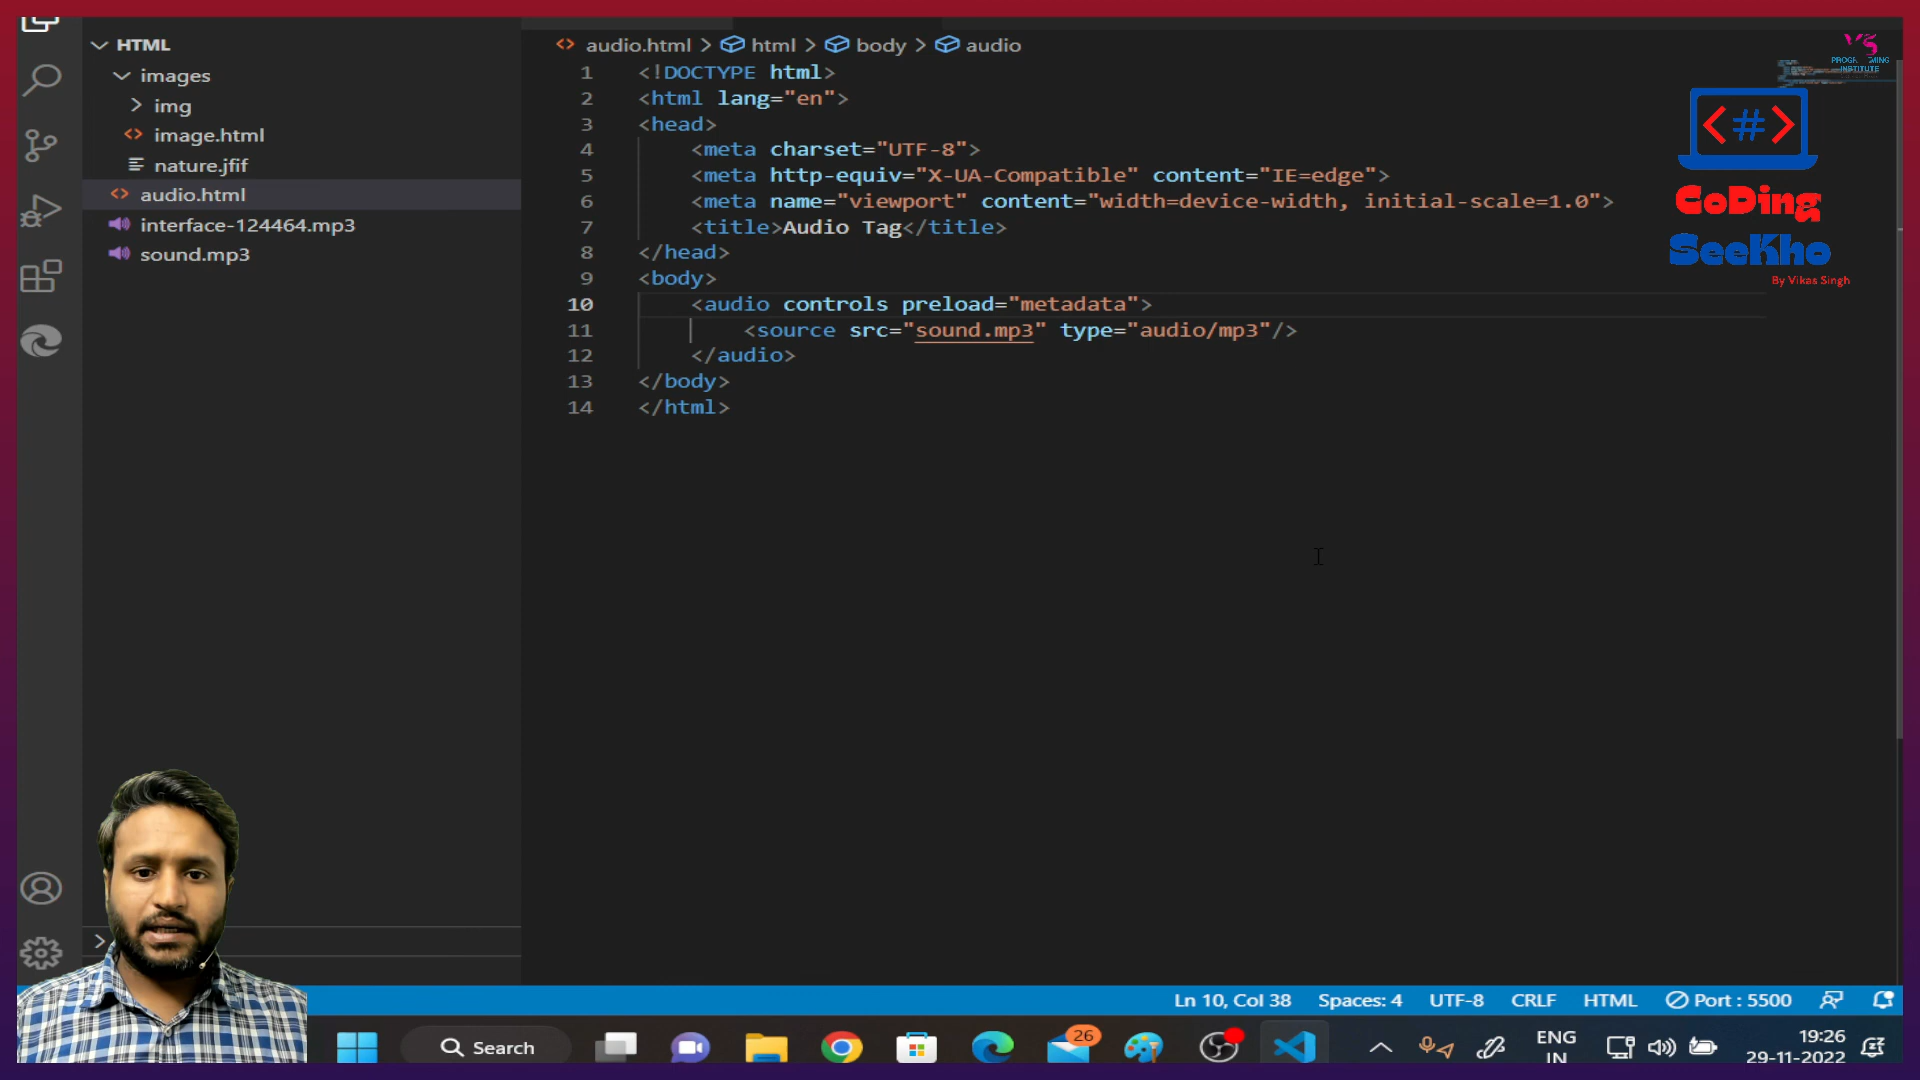 HTML
images
img
image.html
nature.jfif
audio.html
interface-124464.mp3
sound.mp3
audio.html > html > body > audio
1 <!DOCTYPE html>
2 <html lang="en">
3 <head>
4 <meta charset="UTF-8">
5 <meta http-equiv="X-UA-Compatible" content="IE=edge">
6 <meta name="viewport" content="width=device-width, initial-scale=1.0">
7 <title>Audio Tag</title>
8 </head>
9 <body>
10 <audio controls preload="metadata">
11 <source src="sound.mp3" type="audio/mp3"/>
12 </audio>
13 </body>
14 </html>
VS
INSTITUTE
<#>
CoDing
SeeKho
By Vikas Singh
Ln 10, Col 38 Spaces: 4 UTF-8 CRLF HTML Port : 5500
Search
26
ENG
IN
19:26
29-11-2022